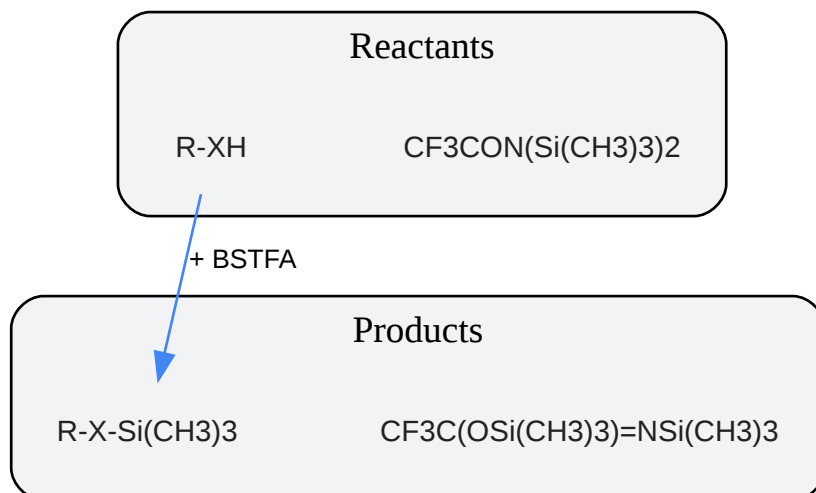 Reactants
R-XH
CF3CON(Si(CH3)3)2
+ BSTFA
Products
R-X-Si(CH3)3
CF3C(OSi(CH3)3)=NSi(CH3)3